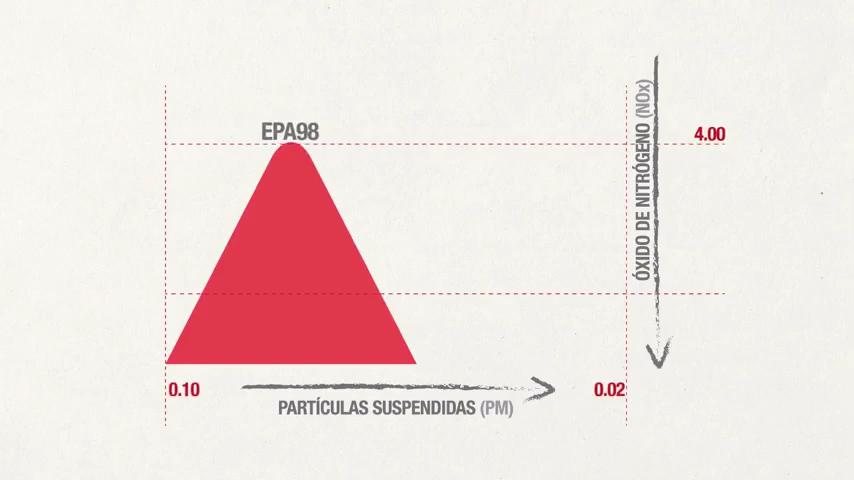 EPA98
4.00
ÓXIDO DE NITRÓGENO (NOx)
0.10
0.02
PARTÍCULAS SUSPENDIDAS (PM)